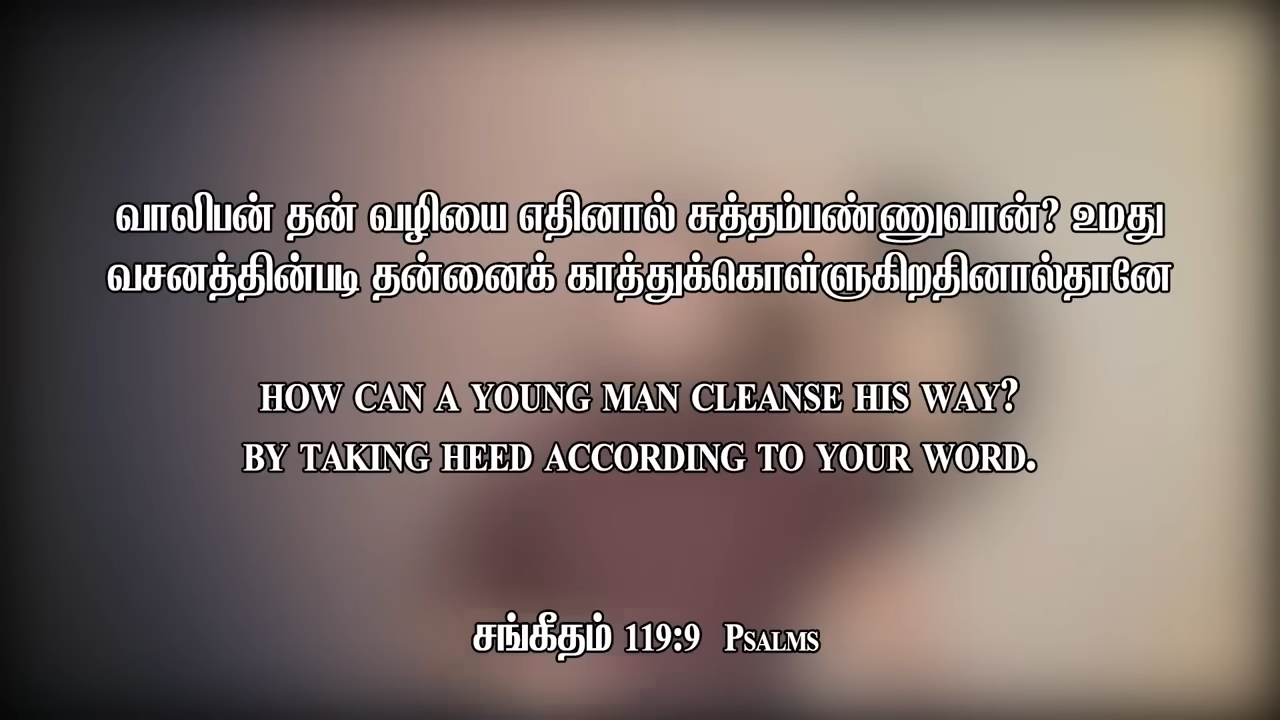 வாலிபன் தன் வழியை எதினால் சுத்தம்பண்ணுவான்? உமது
வசனத்தின்படி தன்னைக் காத்துக்கொள்ளுகிறதினால்தானே
HOW CAN A YOUNG MAN CLEANSE HIS WAY?
BY TAKING HEED ACCORDING TO YOUR WORD.
சங்கீதம் 119:9 PSALMS